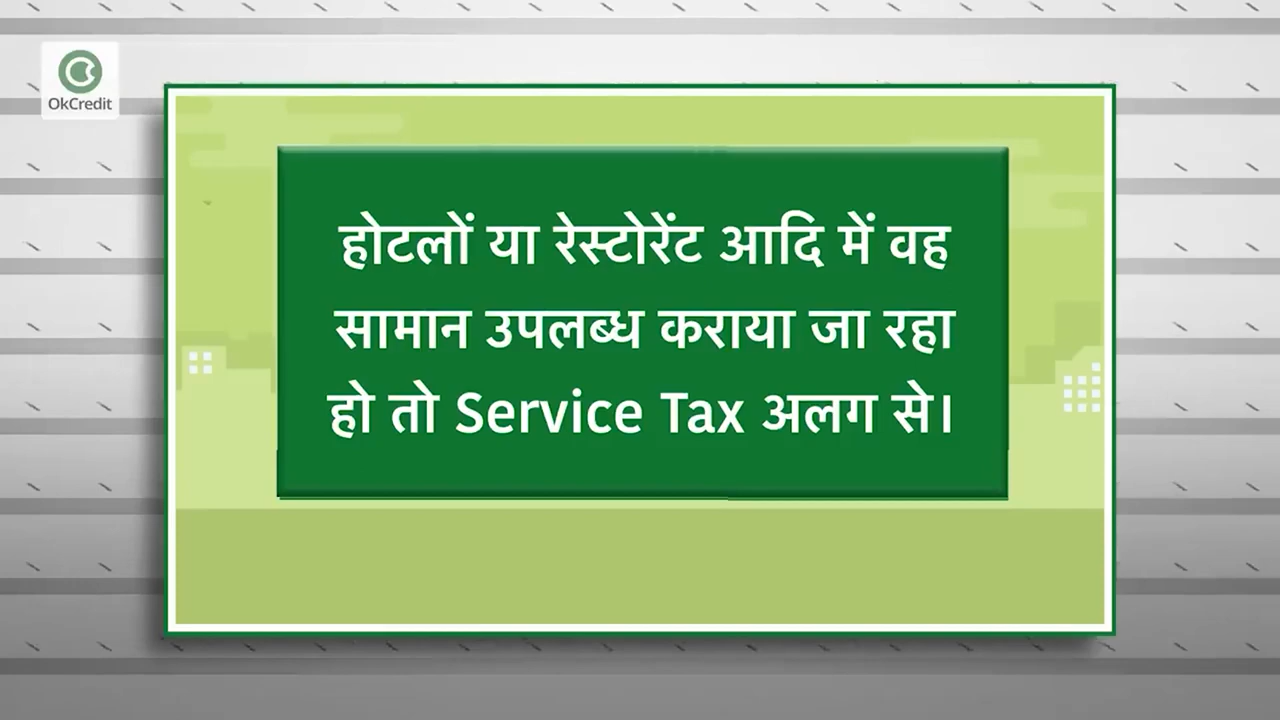 OkCredit
होटलों या रेस्टोरेंट आदि में वह
सामान उपलब्ध कराया जा रहा
हो तो Service Tax अलग से।